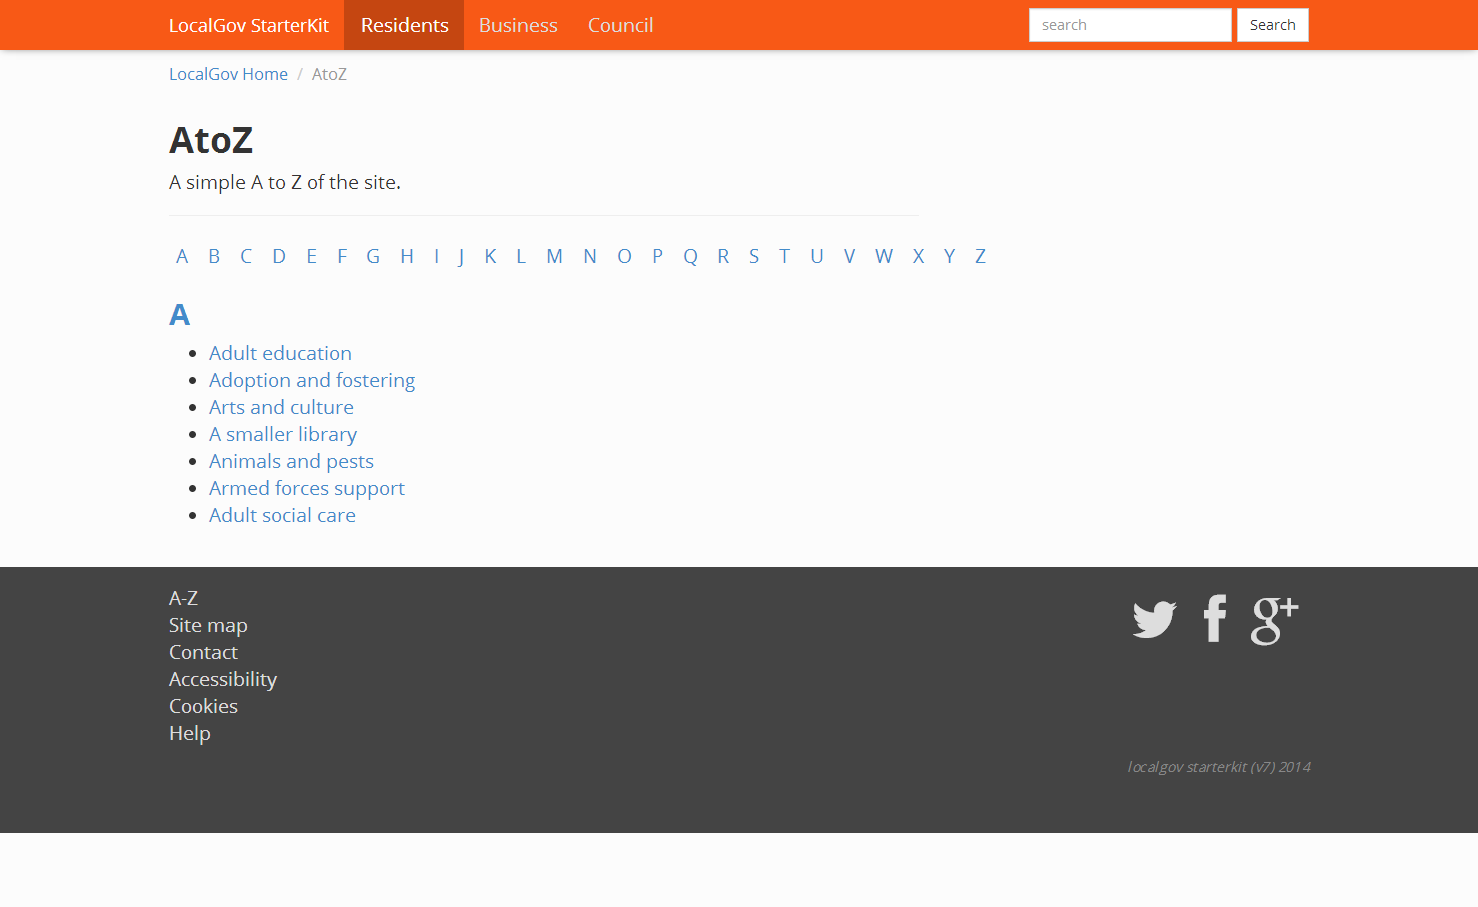 LocalGov StarterKit Residents Business Council search Search
LocalGov Home / AtoZ
AtoZ
A simple A to Z of the site.
A B C D E F G H I J K L M N O P Q R S T U V W X Y Z
A
Adult education
Adoption and fostering
Arts and culture
A smaller library
Animals and pests
Armed forces support
Adult social care
A-Z
Site map
Contact
Accessibility
Cookies
Help
localgov starterkit (v7) 2014